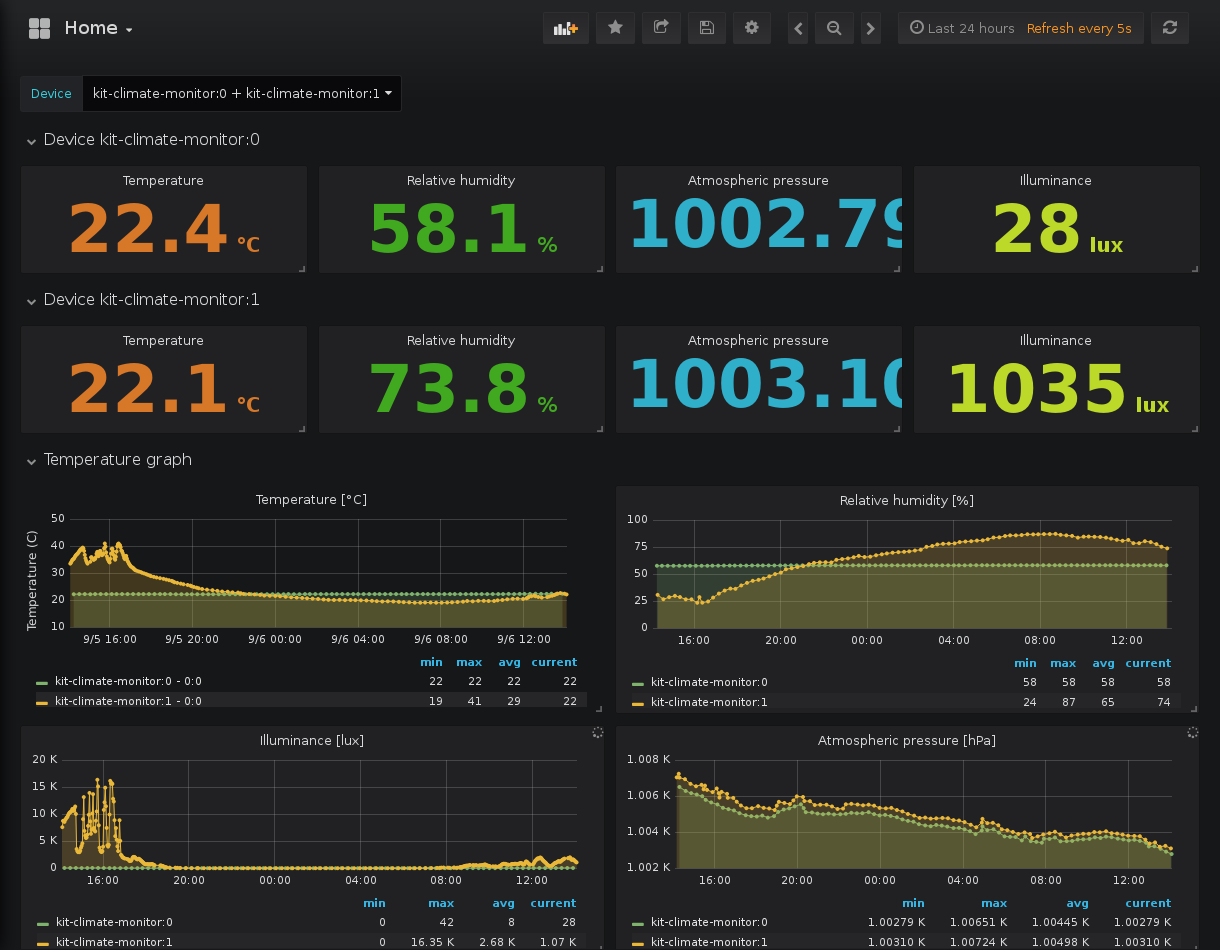 Home
Last 24 hours Refresh every 5s
Device kit-climate-monitor:0 + kit-climate-monitor:1
Device kit-climate-monitor:0
Temperature Relative humidity Atmospheric pressure Illuminance
22.4 °C 58.1 % 1002.79 28 lux
Device kit-climate-monitor:1
Temperature Relative humidity Atmospheric pressure Illuminance
22.1 °C 73.8 % 1003.10 1035 lux
Temperature graph
Temperature [°C]
Temperature (C)
50
40
30
20
10
9/5 16:00 9/5 20:00 9/6 00:00 9/6 04:00 9/6 08:00 9/6 12:00
min max avg current
kit-climate-monitor:0 - 0:0 22 22 22 22
kit-climate-monitor:1 - 0:0 19 41 29 22
Relative humidity [%]
100
75
50
25
0
16:00 20:00 00:00 04:00 08:00 12:00
min max avg current
kit-climate-monitor:0 58 58 58 58
kit-climate-monitor:1 24 87 65 74
Illuminance [lux]
20 K
15 K
10 K
5 K
0
16:00 20:00 00:00 04:00 08:00 12:00
min max avg current
kit-climate-monitor:0 0 42 8 28
kit-climate-monitor:1 0 16.35 K 2.68 K 1.07 K
Atmospheric pressure [hPa]
1.008 K
1.006 K
1.004 K
1.002 K
16:00 20:00 00:00 04:00 08:00 12:00
min max avg current
kit-climate-monitor:0 1.00279 K 1.00651 K 1.00445 K 1.00279 K
kit-climate-monitor:1 1.00310 K 1.00724 K 1.00498 K 1.00310 K